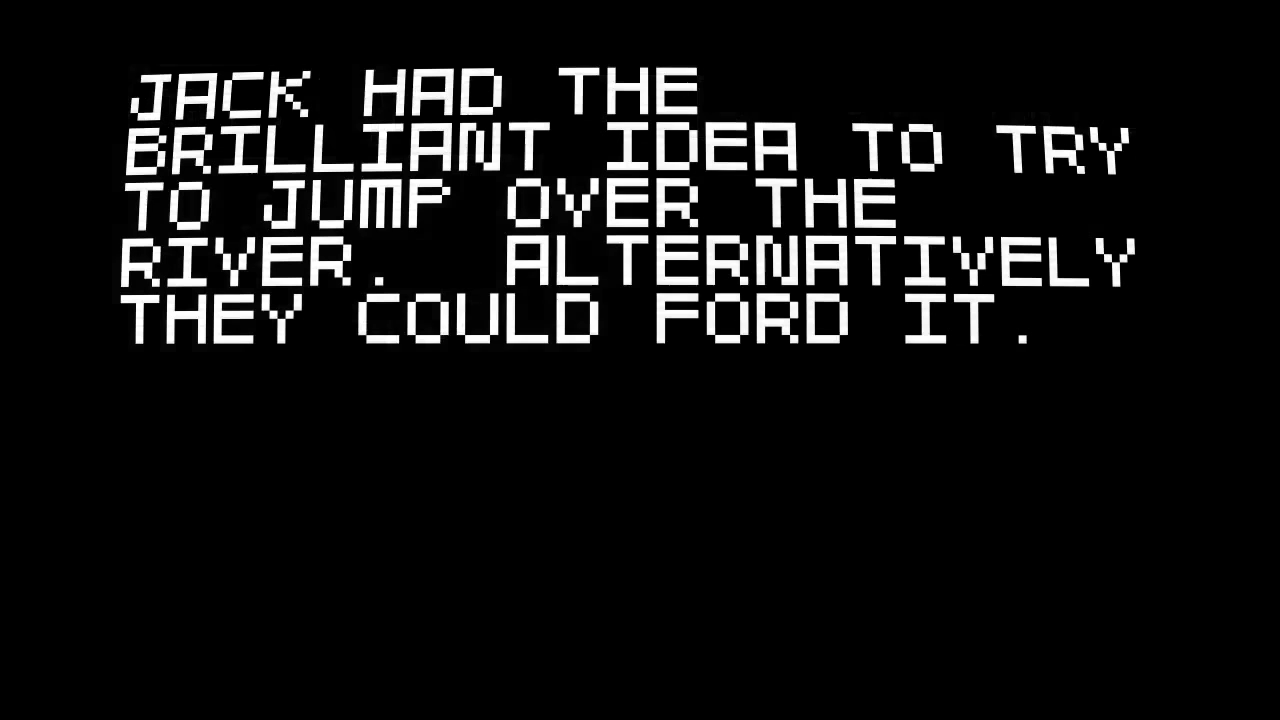 JACK HAD THE
BRILLIANT IDEA TO TRY
TO JUMP OVER THE
RIVER.  ALTERNATIVELY
THEY COULD FORD IT.